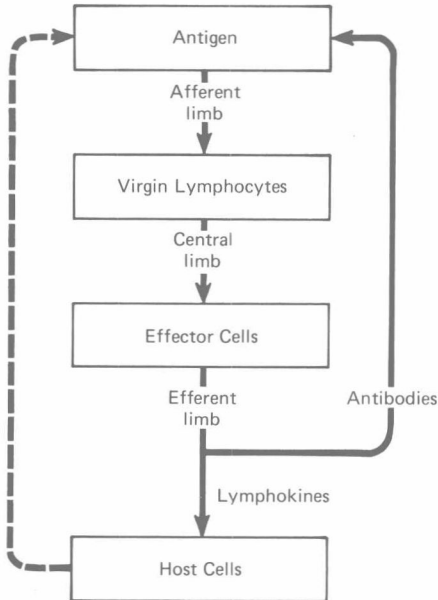 Antigen
Afferent
limb
Virgin Lymphocytes
Central
limb
Effector Cells
Efferent
limb
Antibodies
Lymphokines
Host Cells